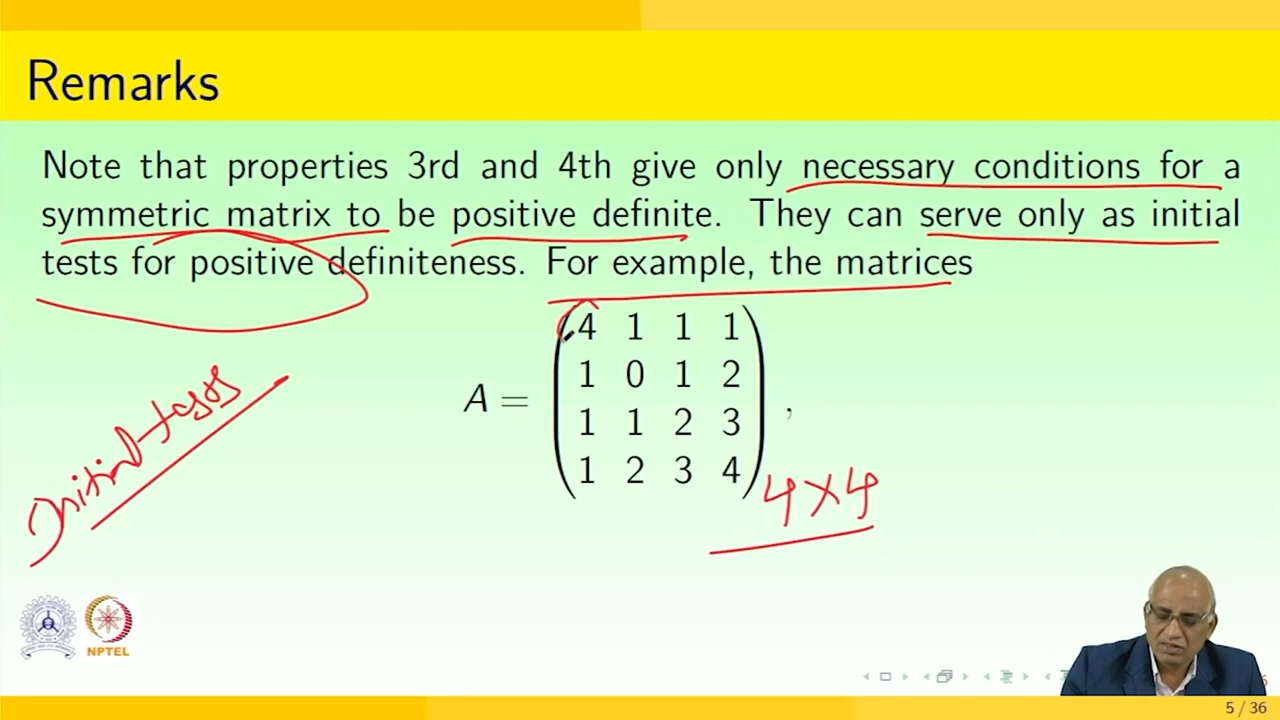 Remarks
Note that properties 3rd and 4th give only necessary conditions for a
symmetric matrix to be positive definite. They can serve only as initial
tests for positive definiteness. For example, the matrices
4 1 1 1
1 0 1 2
A = ,
1 1 2 3
1 2 3 4
4×4
Initial tests
NPTEL
5 / 36